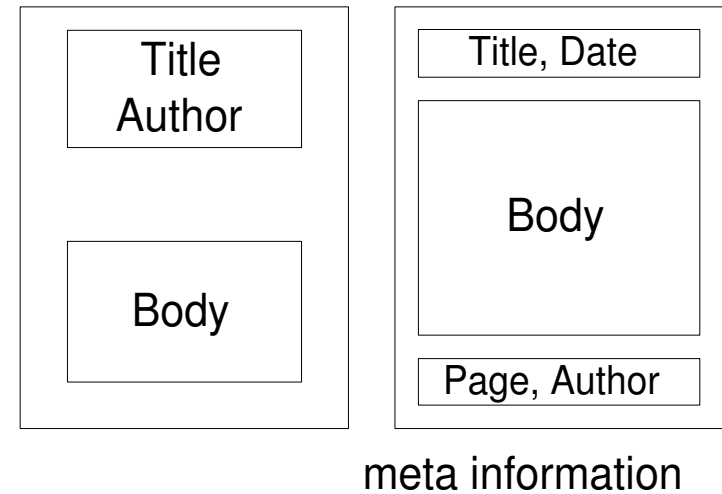 Title
Author
Body
Title, Date
Body
Page, Author
meta information